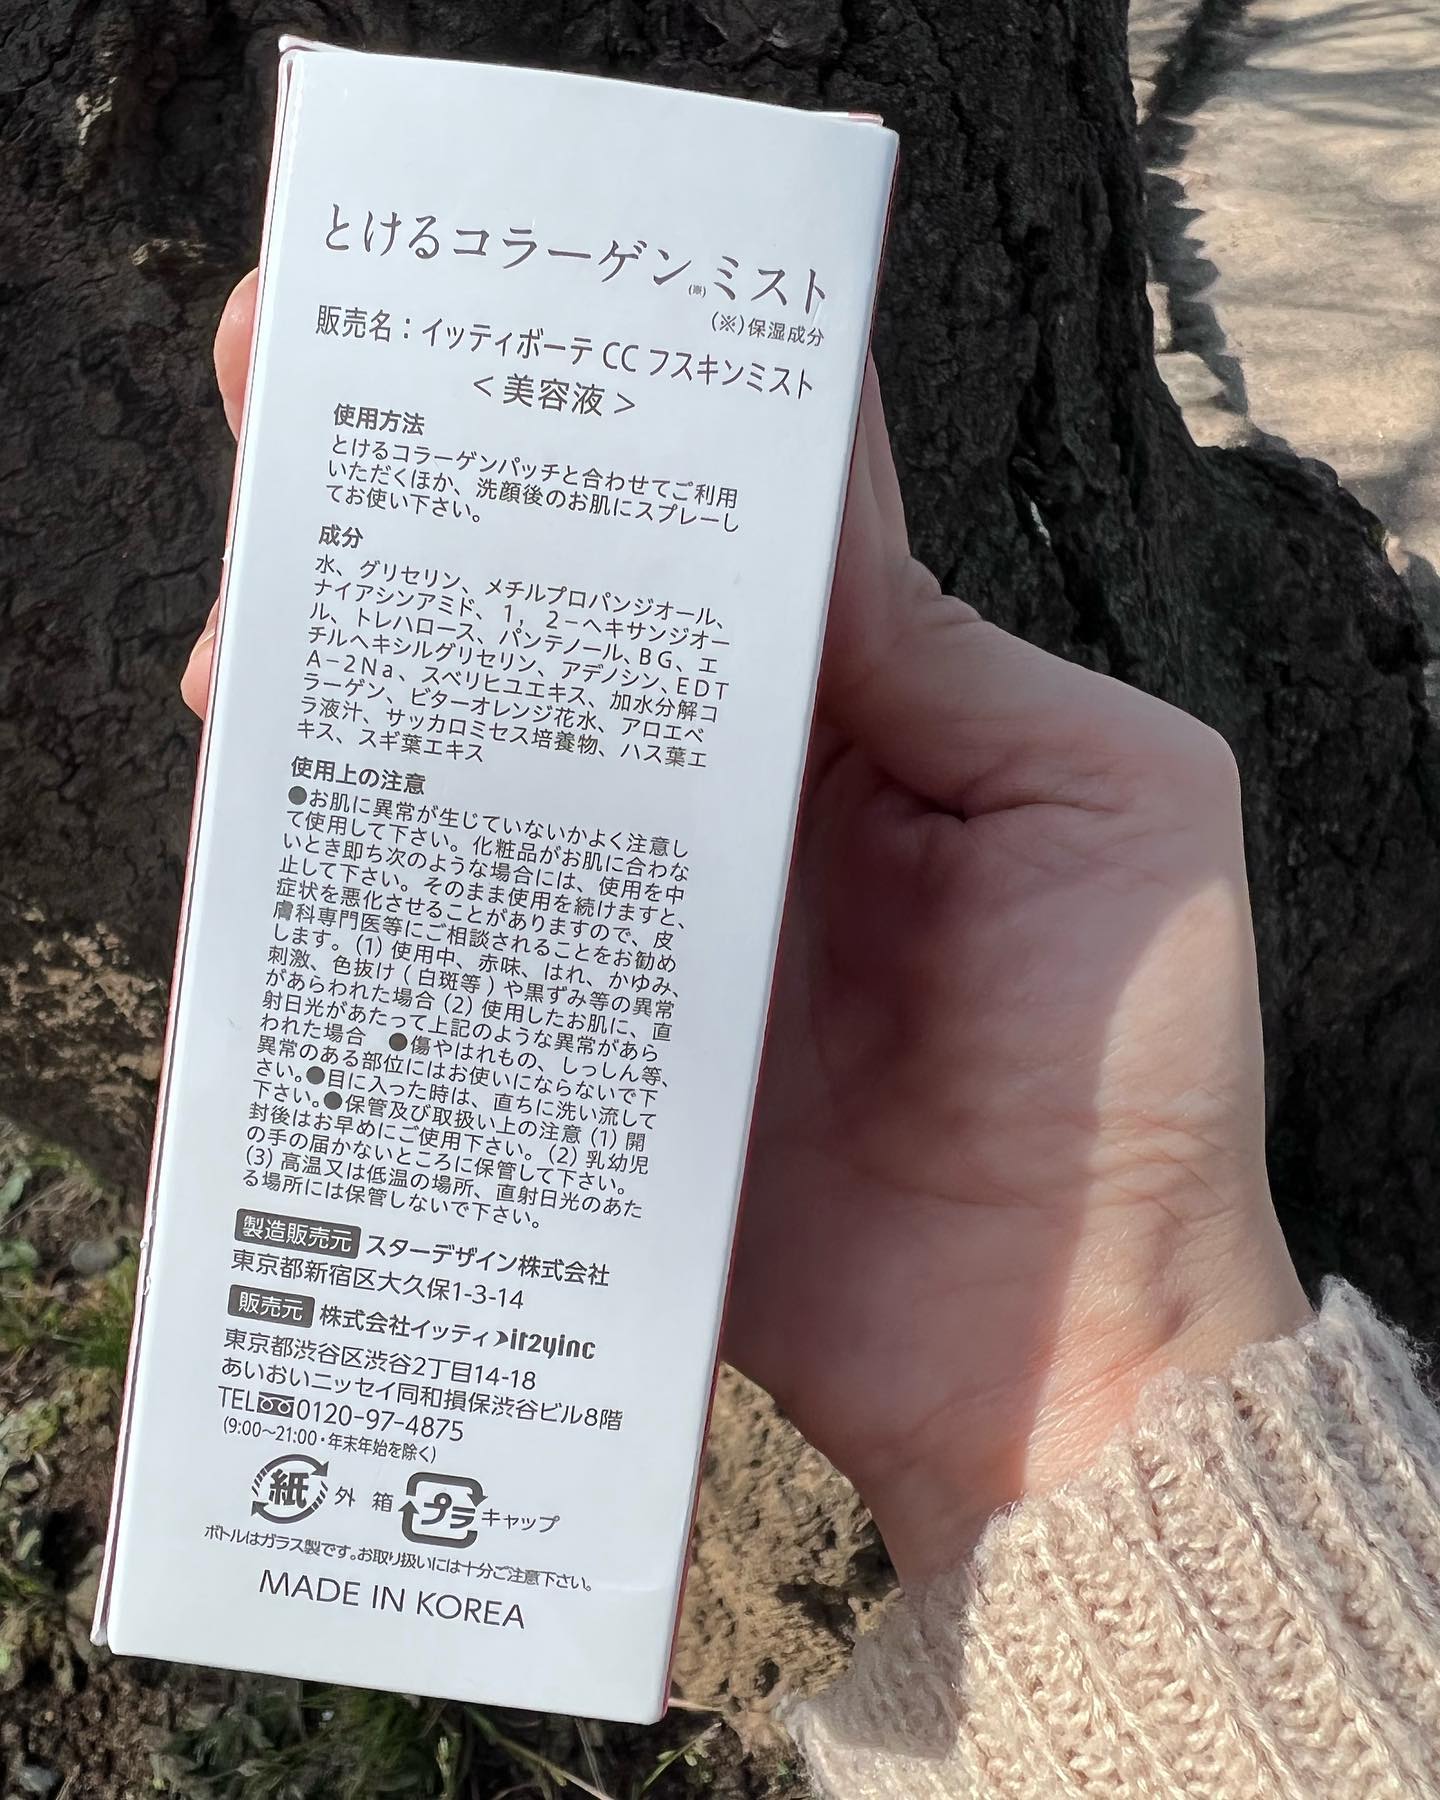 とけるコラーゲン(※)ミスト
(※)保湿成分
販売名：イッティボーテ CC フスキンミスト
＜美容液＞
使用方法
とけるコラーゲンパッチと合わせてご利用
いただくほか、洗顔後のお肌にスプレーし
てお使い下さい。
成分
水、グリセリン、メチルプロパンジオール、
ナイアシンアミド、１，２－ヘキサンジオー
ル、トレハロース、パンテノール、ＢＧ、エ
チルヘキシルグリセリン、アデノシン、ＥＤＴ
Ａ－２Ｎａ、スベリヒユエキス、加水分解コ
ラーゲン、ビターオレンジ花水、アロエベ
ラ液汁、サッカロミセス培養物、ハス葉エ
キス、スギ葉エキス
使用上の注意
●お肌に異常が生じていないかよく注意し
て使用して下さい。化粧品がお肌に合わな
いとき即ち次のような場合には、使用を中
止して下さい。そのまま使用を続けますと、
症状を悪化させることがありますので、皮
膚科専門医等にご相談されることをお勧め
します。(1) 使用中、赤味、はれ、かゆみ、
刺激、色抜け ( 白斑等 ) や黒ずみ等の異常
があらわれた場合 (2) 使用したお肌に、直
射日光があたって上記のような異常があら
われた場合　●傷やはれもの、しっしん等、
異常のある部位にはお使いにならないで下
さい。●目に入った時は、直ちに洗い流して
下さい。●保管及び取扱い上の注意 (1) 開
封後はお早めにご使用下さい。(2) 乳幼児
の手の届かないところに保管して下さい。
(3) 高温又は低温の場所、直射日光のあた
る場所には保管しないで下さい。
製造販売元 スターデザイン株式会社
東京都新宿区大久保1-3-14
販売元 株式会社イッティ it2yinc
東京都渋谷区渋谷2丁目14-18
あいおいニッセイ同和損保渋谷ビル8階
TEL 0120-97-4875
(9:00～21:00・年末年始を除く)
紙 外 箱 プラ キャップ
ボトルはガラス製です。お取り扱いには十分ご注意下さい。
MADE IN KOREA